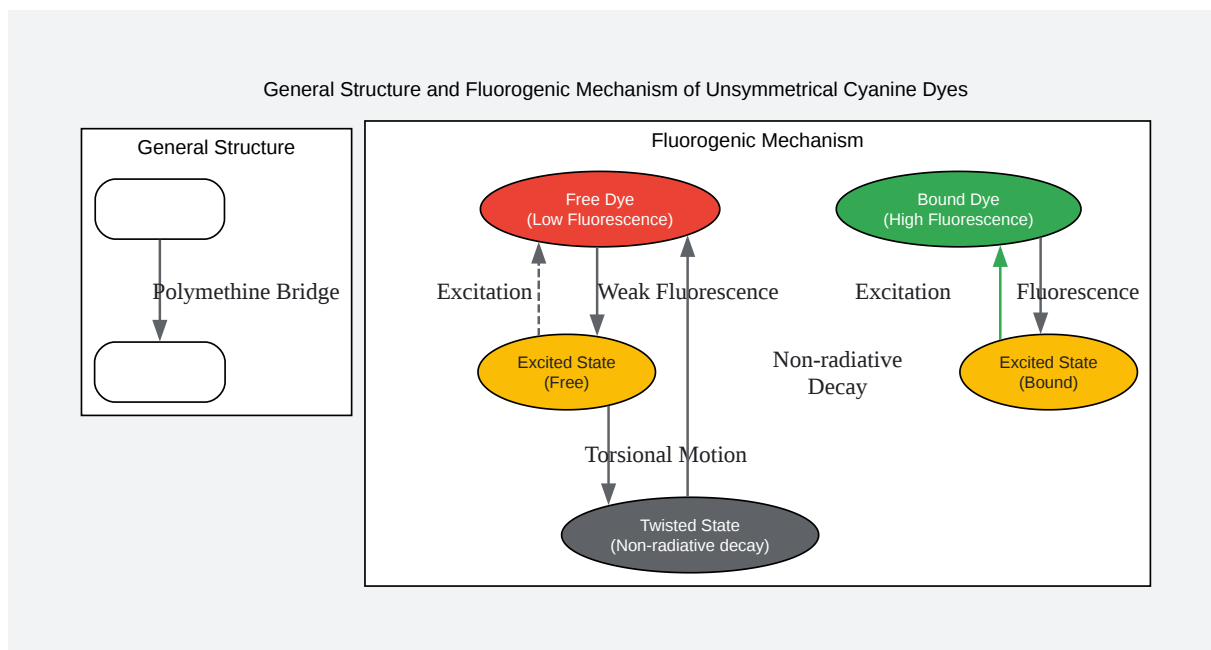 General Structure and Fluorogenic Mechanism of Unsymmetrical Cyanine Dyes
General Structure
Polymethine Bridge
Fluorogenic Mechanism
Free Dye
(Low Fluorescence)
Bound Dye
(High Fluorescence)
Excitation
Weak Fluorescence
Excitation
Fluorescence
Excited State
(Free)
Non-radiative
Decay
Excited State
(Bound)
Torsional Motion
Twisted State
(Non-radiative decay)